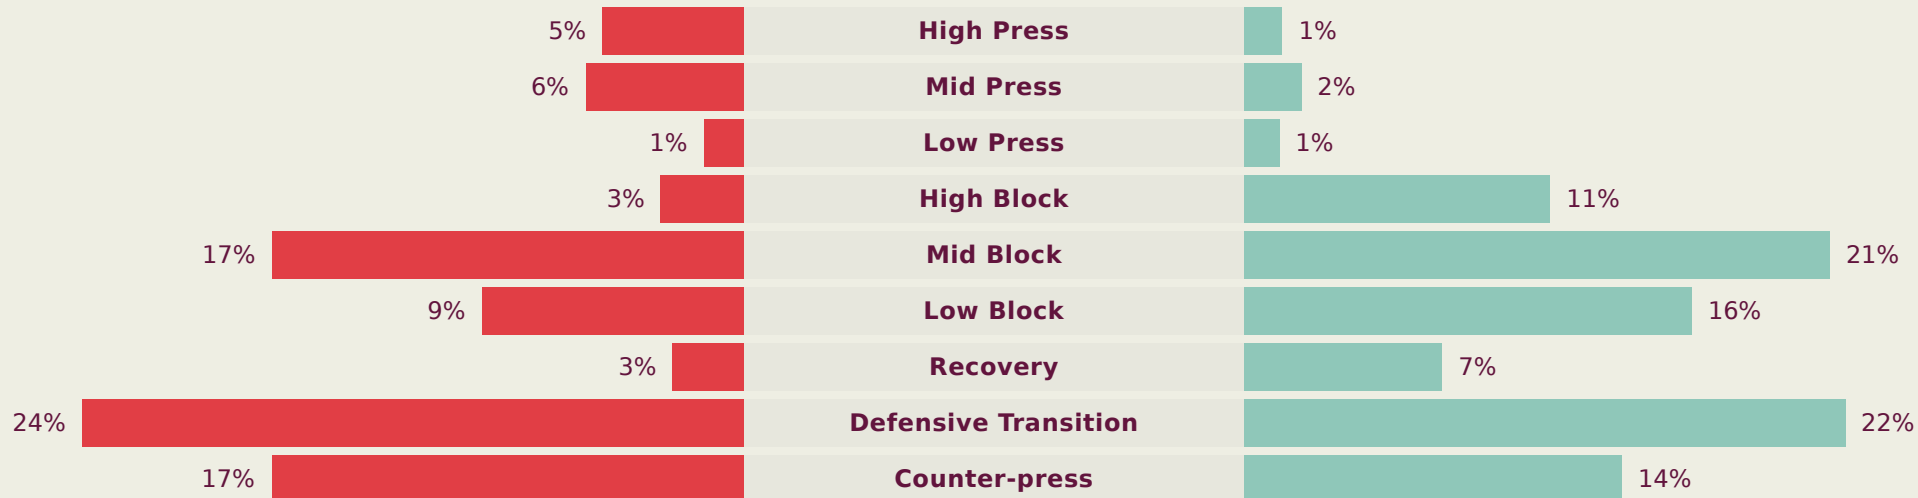 5% High Press 1%
6% Mid Press 2%
1% Low Press 1%
3% High Block 11%
17% Mid Block 21%
9% Low Block 16%
3% Recovery 7%
24% Defensive Transition 22%
17% Counter-press 14%